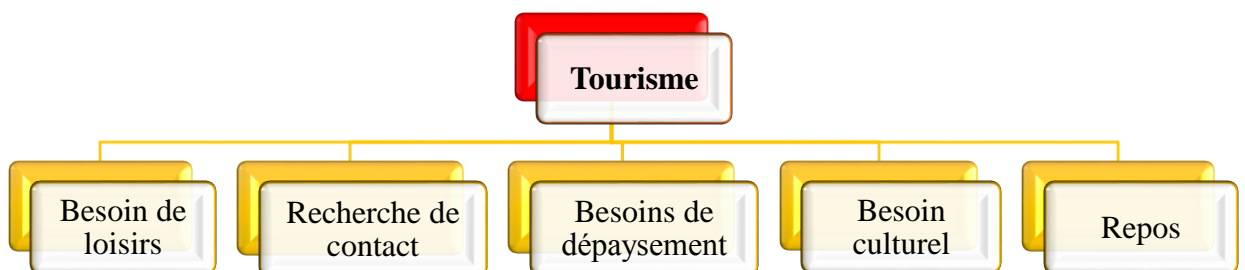 Tourisme
Besoin de
loisirs
Recherche de
contact
Besoins de
dépaysement
Besoin
culturel
Repos